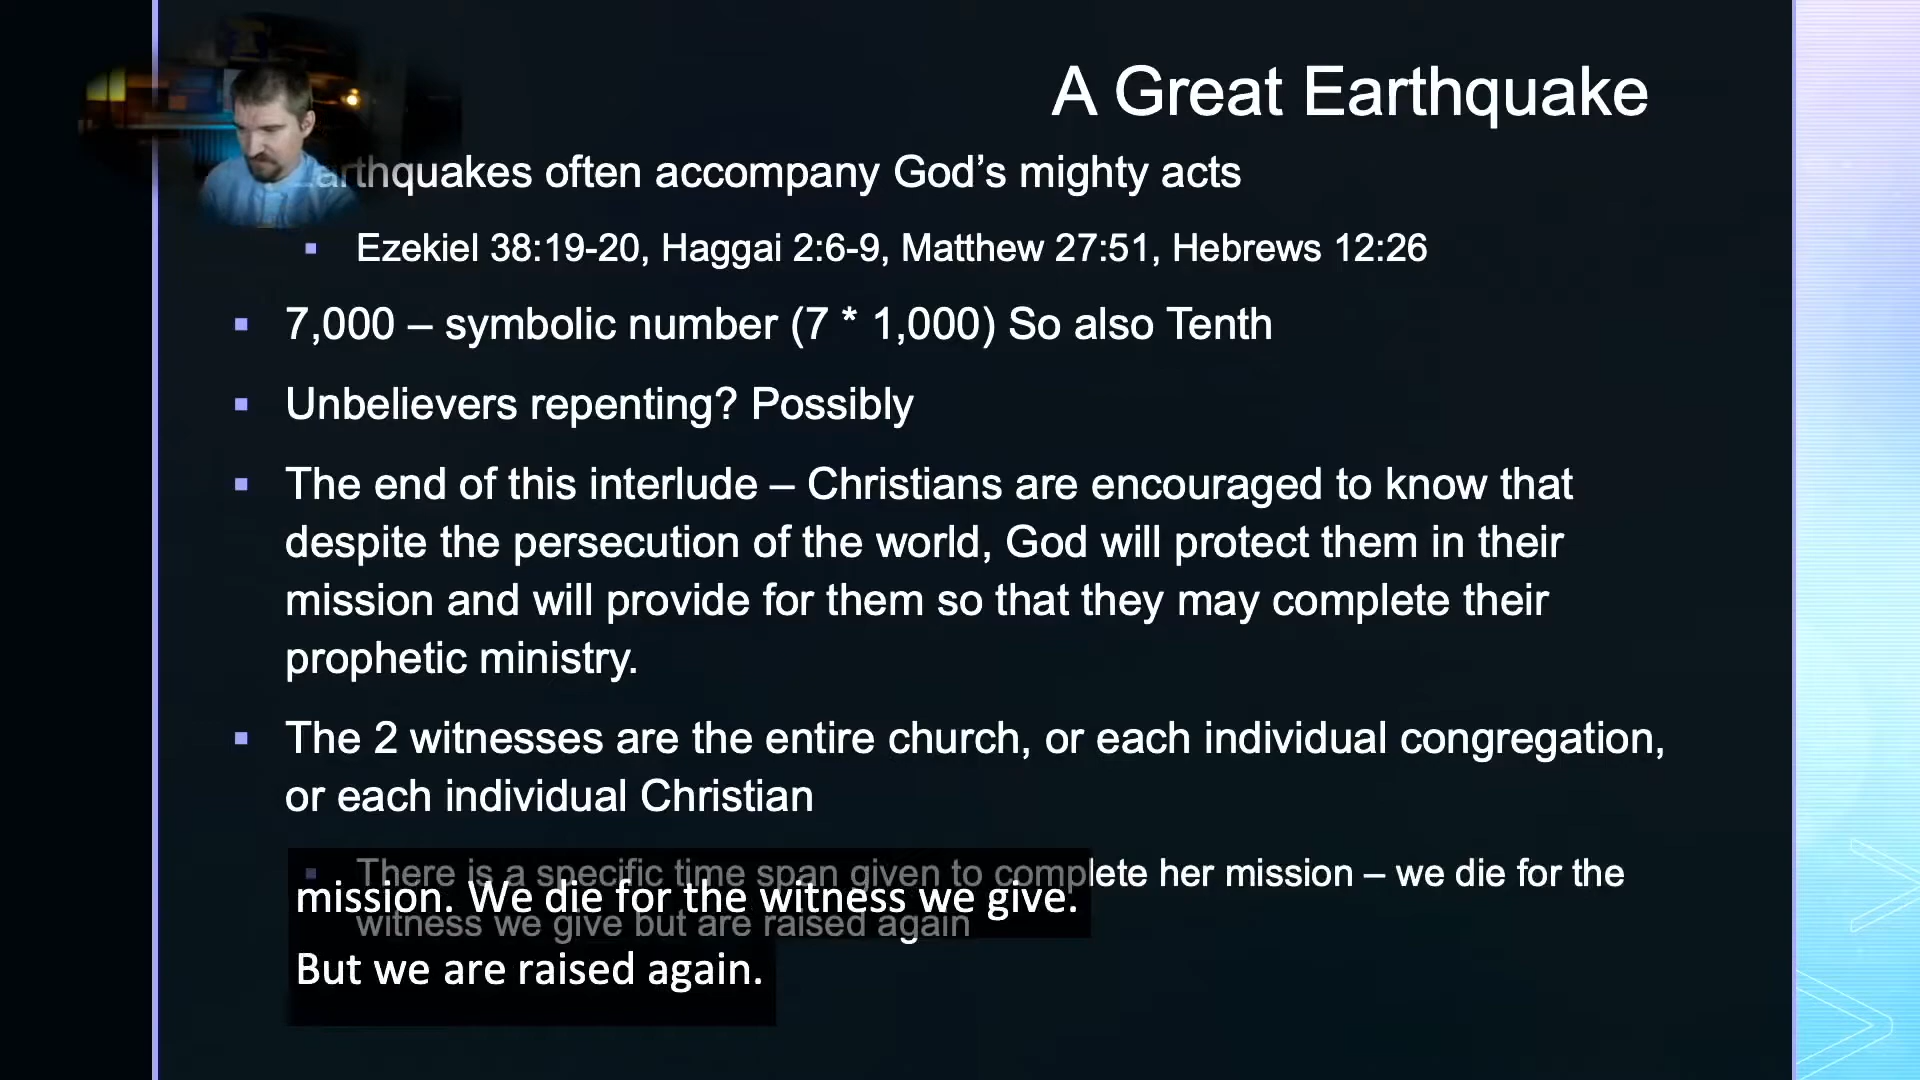 A Great Earthquake
Earthquakes often accompany God’s mighty acts
▪ Ezekiel 38:19-20, Haggai 2:6-9, Matthew 27:51, Hebrews 12:26
▪ 7,000 – symbolic number (7 * 1,000) So also Tenth
▪ Unbelievers repenting? Possibly
▪ The end of this interlude – Christians are encouraged to know that
despite the persecution of the world, God will protect them in their
mission and will provide for them so that they may complete their
prophetic ministry.
▪ The 2 witnesses are the entire church, or each individual congregation,
or each individual Christian
▪ There is a specific time span given to complete her mission – we die for the
witness we give but are raised again
mission. We die for the witness we give.
But we are raised again.